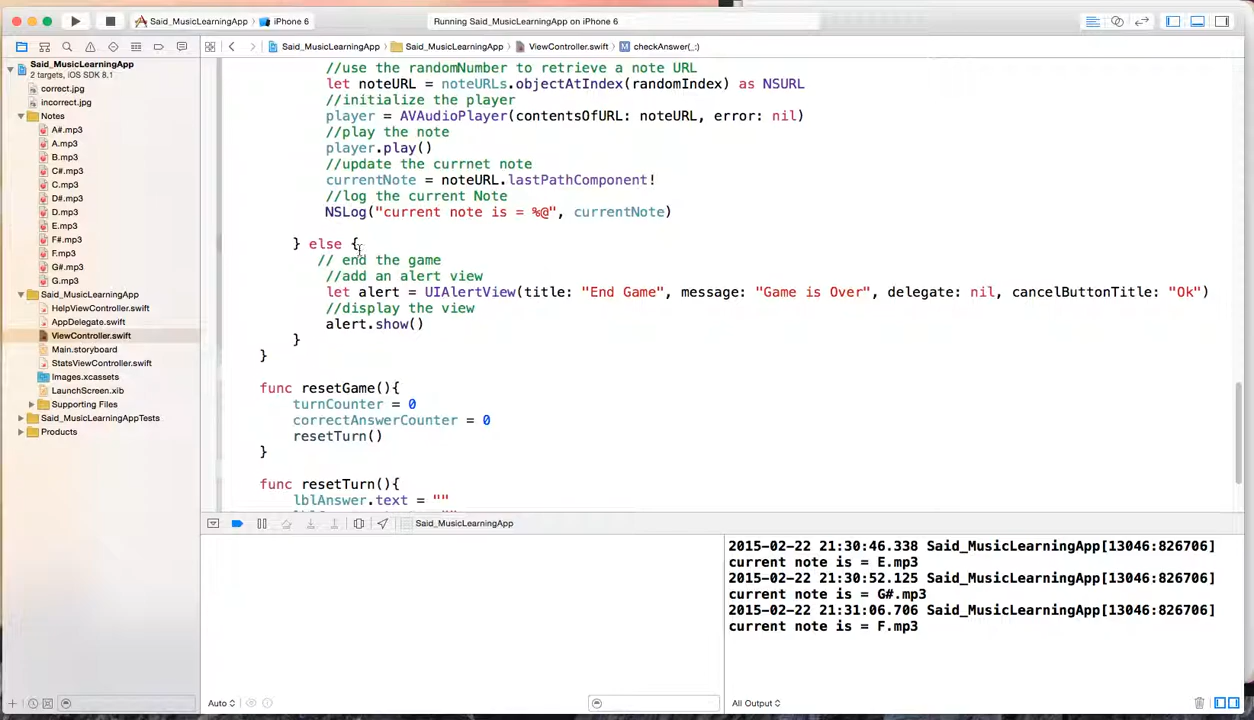 Said_MusicLearningApp
iPhone 6
Running Said_MusicLearningApp on iPhone 6
Said_MusicLearningApp
2 targets, iOS SDK 8.1
correct.jpg
incorrect.jpg
Notes
A#.mp3
A.mp3
B.mp3
C#.mp3
C.mp3
D#.mp3
D.mp3
E.mp3
F#.mp3
F.mp3
G#.mp3
G.mp3
Said_MusicLearningApp
HelpViewController.swift
AppDelegate.swift
ViewController.swift
Main.storyboard
StatsViewController.swift
Images.xcassets
LaunchScreen.xib
Supporting Files
Said_MusicLearningAppTests
Products
Said_MusicLearningApp
Said_MusicLearningApp
ViewController.swift
M checkAnswer(_:)
//use the randomNumber to retrieve a note URL
let noteURL = noteURLs.objectAtIndex(randomIndex) as NSURL
//initialize the player
player = AVAudioPlayer(contentsOfURL: noteURL, error: nil)
//play the note
player.play()
//update the currnet note
currentNote = noteURL.lastPathComponent!
//log the current Note
NSLog("current note is = %@", currentNote)
} else {
// end the game
//add an alert view
let alert = UIAlertView(title: "End Game", message: "Game is Over", delegate: nil, cancelButtonTitle: "Ok")
//display the view
alert.show()
}
}
func resetGame(){
turnCounter = 0
correctAnswerCounter = 0
resetTurn()
}
func resetTurn(){
lblAnswer.text = ""
Said_MusicLearningApp
2015-02-22 21:30:46.338 Said_MusicLearningApp[13046:826706]
current note is = E.mp3
2015-02-22 21:30:52.125 Said_MusicLearningApp[13046:826706]
current note is = G#.mp3
2015-02-22 21:31:06.706 Said_MusicLearningApp[13046:826706]
current note is = F.mp3
Auto
All Output